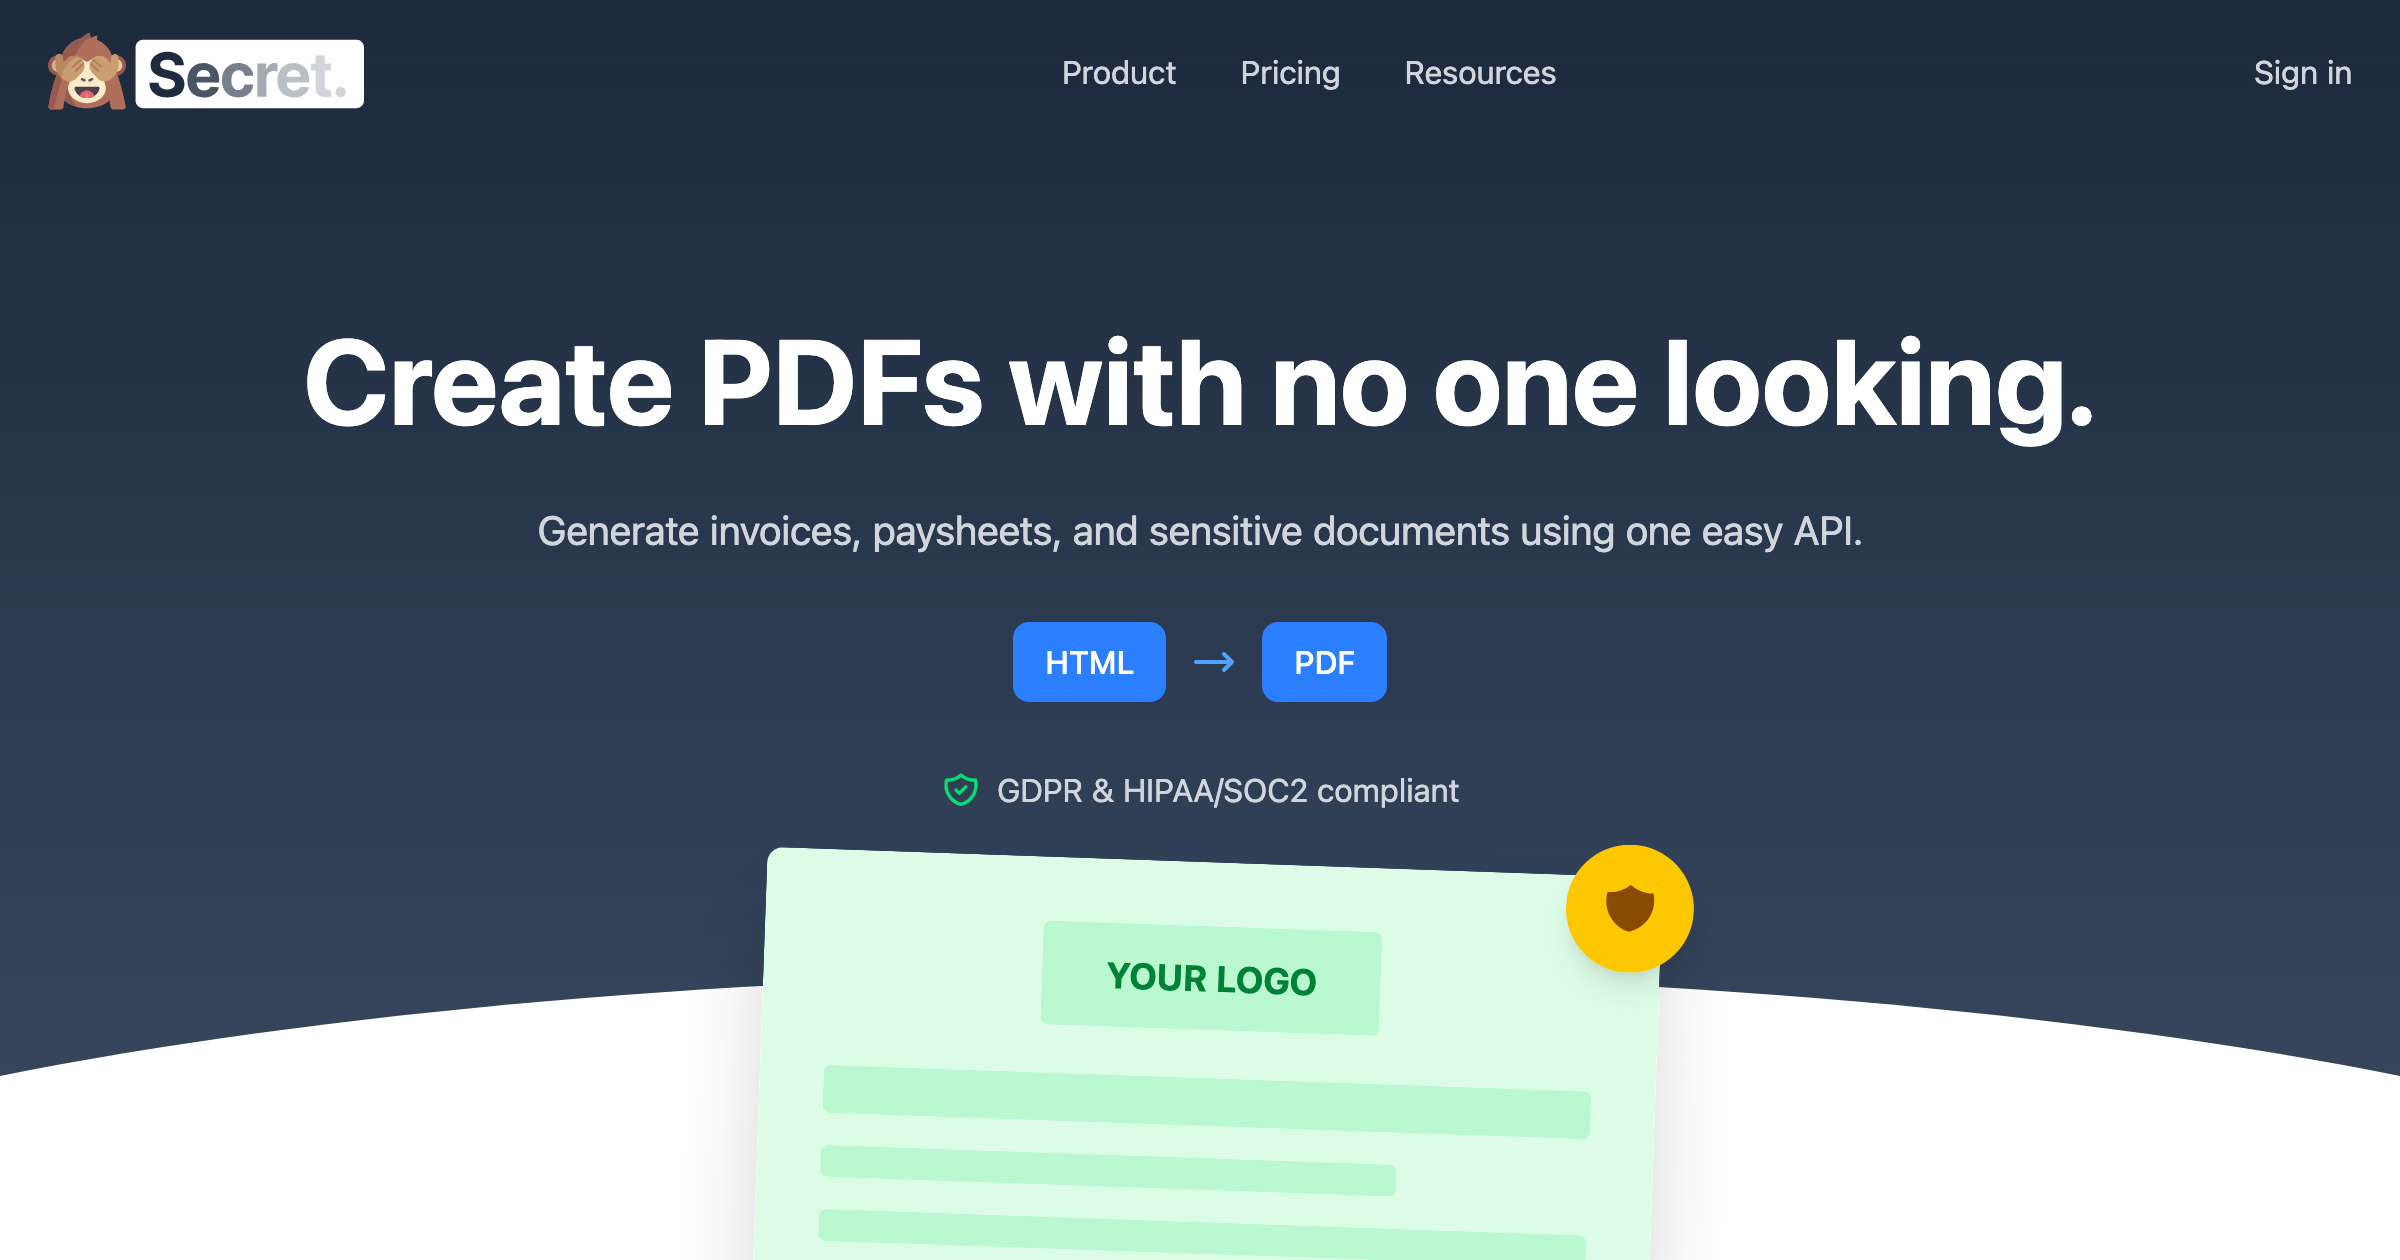 Secret.
Product
Pricing
Resources
Sign in
Create PDFs with no one looking.
Generate invoices, paysheets, and sensitive documents using one easy API.
HTML
PDF
GDPR & HIPAA/SOC2 compliant
YOUR LOGO